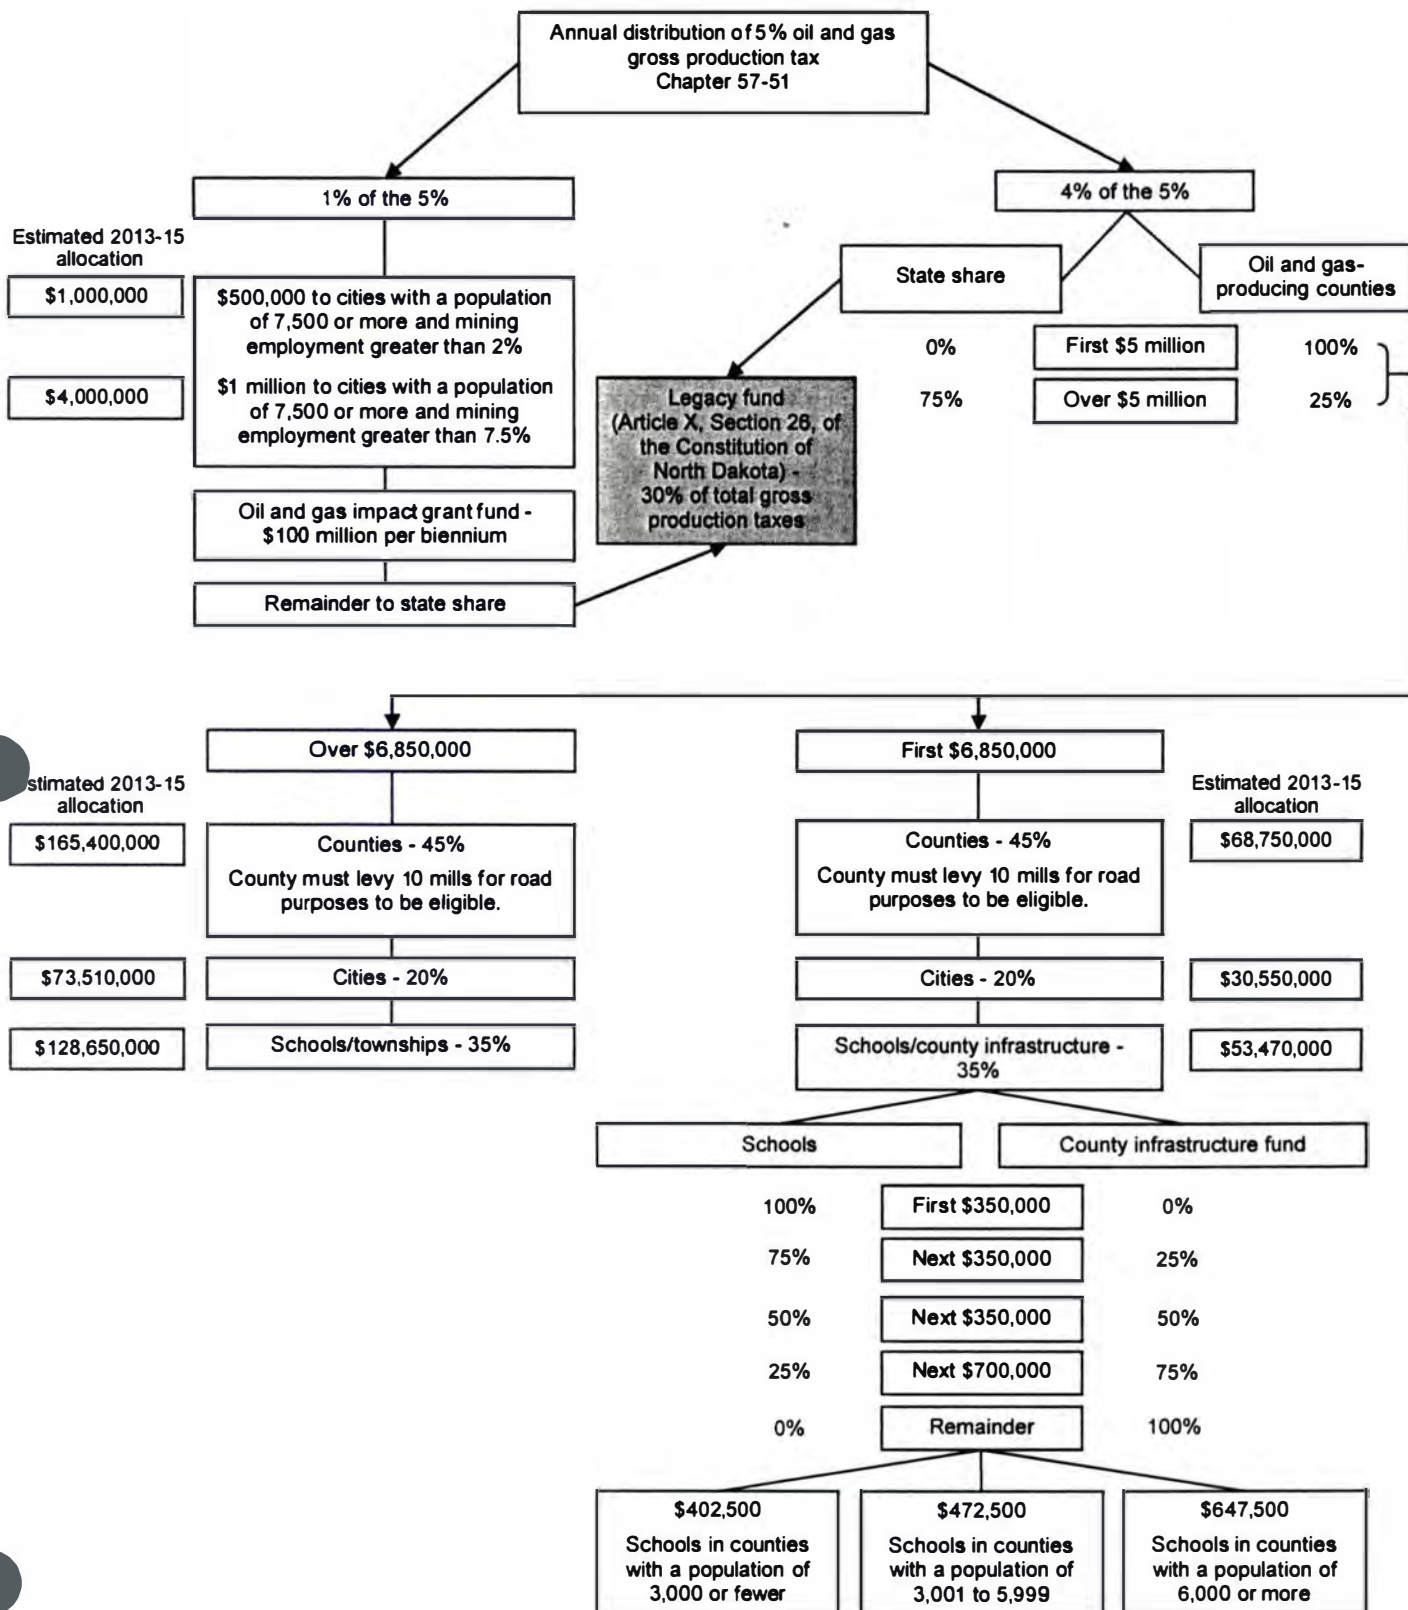 Annual distribution of 5% oil and gas
gross production tax
Chapter 57-51
1% of the 5%
4% of the 5%
Estimated 2013-15
allocation
$1,000,000
$500,000 to cities with a population
of 7,500 or more and mining
employment greater than 2%
$4,000,000
$1 million to cities with a population
of 7,500 or more and mining
employment greater than 7.5%
Oil and gas impact grant fund -
$100 million per biennium
Remainder to state share
Legacy fund
(Article X, Section 26, of
the Constitution of
North Dakota) -
30% of total gross
production taxes
State share
Oil and gas-
producing counties
0%
First $5 million
100%
75%
Over $5 million
25%
Over $6,850,000
First $6,850,000
stimated 2013-15
allocation
$165,400,000
Counties - 45%
County must levy 10 mills for road
purposes to be eligible.
$73,510,000
Cities - 20%
$128,650,000
Schools/townships - 35%
Estimated 2013-15
allocation
Counties - 45%
$68,750,000
County must levy 10 mills for road
purposes to be eligible.
Cities - 20%
$30,550,000
Schools/county infrastructure -
35%
$53,470,000
Schools
County infrastructure fund
100%
First $350,000
0%
75%
Next $350,000
25%
50%
Next $350,000
50%
25%
Next $700,000
75%
0%
Remainder
100%
$402,500
Schools in counties
with a population of
3,000 or fewer
$472,500
Schools in counties
with a population of
3,001 to 5,999
$647,500
Schools in counties
with a population of
6,000 or more